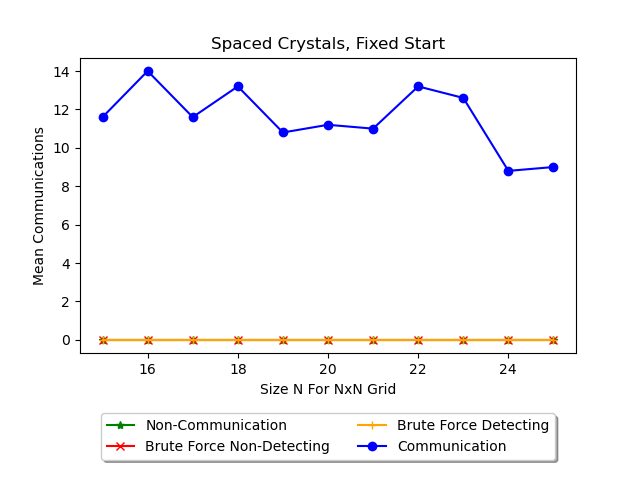 Spaced Crystals, Fixed Start
Mean Communications
14
12
10
8
6
4
2
0
16 18 20 22 24
Size N For NxN Grid
Non-Communication
Brute Force Non-Detecting
Brute Force Detecting
Communication